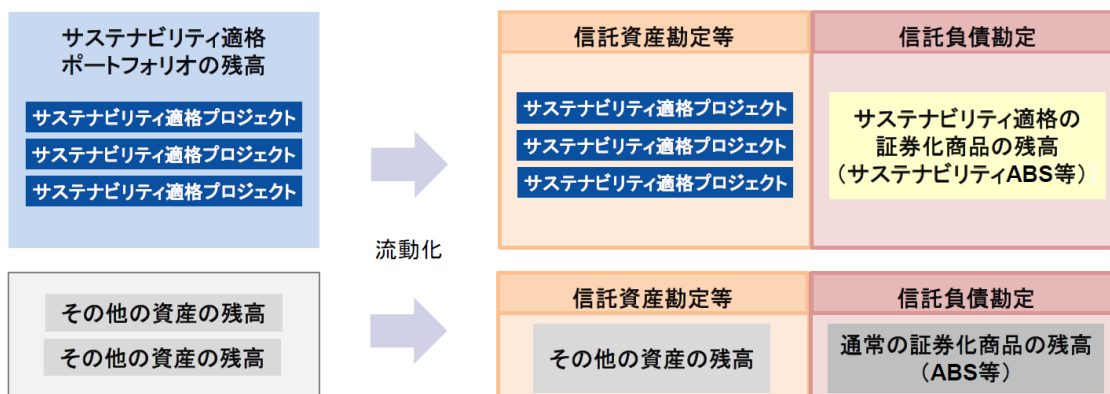 サステナビリティ適格
ポートフォリオの残高
サステナビリティ適格プロジェクト
サステナビリティ適格プロジェクト
サステナビリティ適格プロジェクト
流動化
信託資産勘定等
信託負債勘定
サステナビリティ適格プロジェクト
サステナビリティ適格プロジェクト
サステナビリティ適格プロジェクト
サステナビリティ適格の
証券化商品の残高
（サステナビリティABS等）
その他の資産の残高
その他の資産の残高
信託資産勘定等
信託負債勘定
その他の資産の残高
通常の証券化商品の残高
（ABS等）